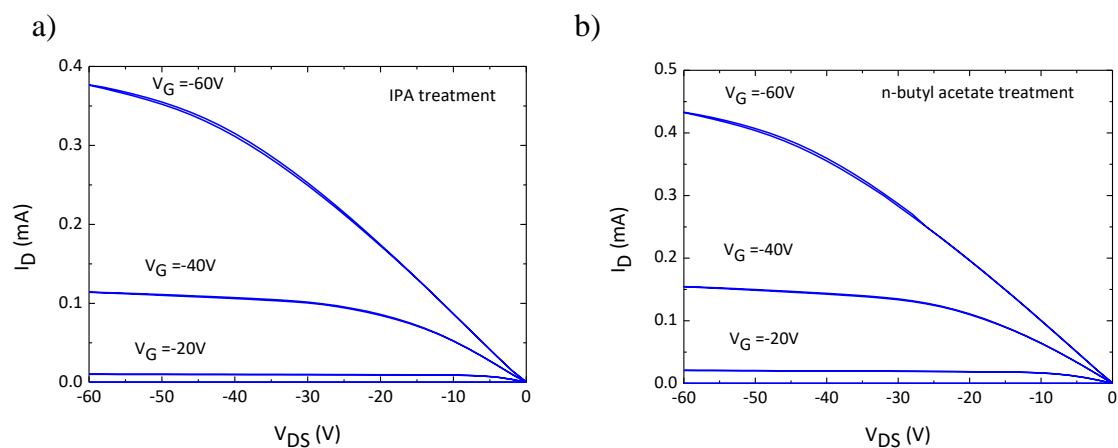 a)
I_D (mA)
0.4
0.3
0.2
0.1
0.0
V_G =-60V
IPA treatment
V_G =-40V
V_G =-20V
-60 -50 -40 -30 -20 -10 0
V_DS (V)
b)
I_D (mA)
0.5
0.4
0.3
0.2
0.1
0.0
V_G =-60V
n-butyl acetate treatment
V_G =-40V
V_G =-20V
-60 -50 -40 -30 -20 -10 0
V_DS (V)